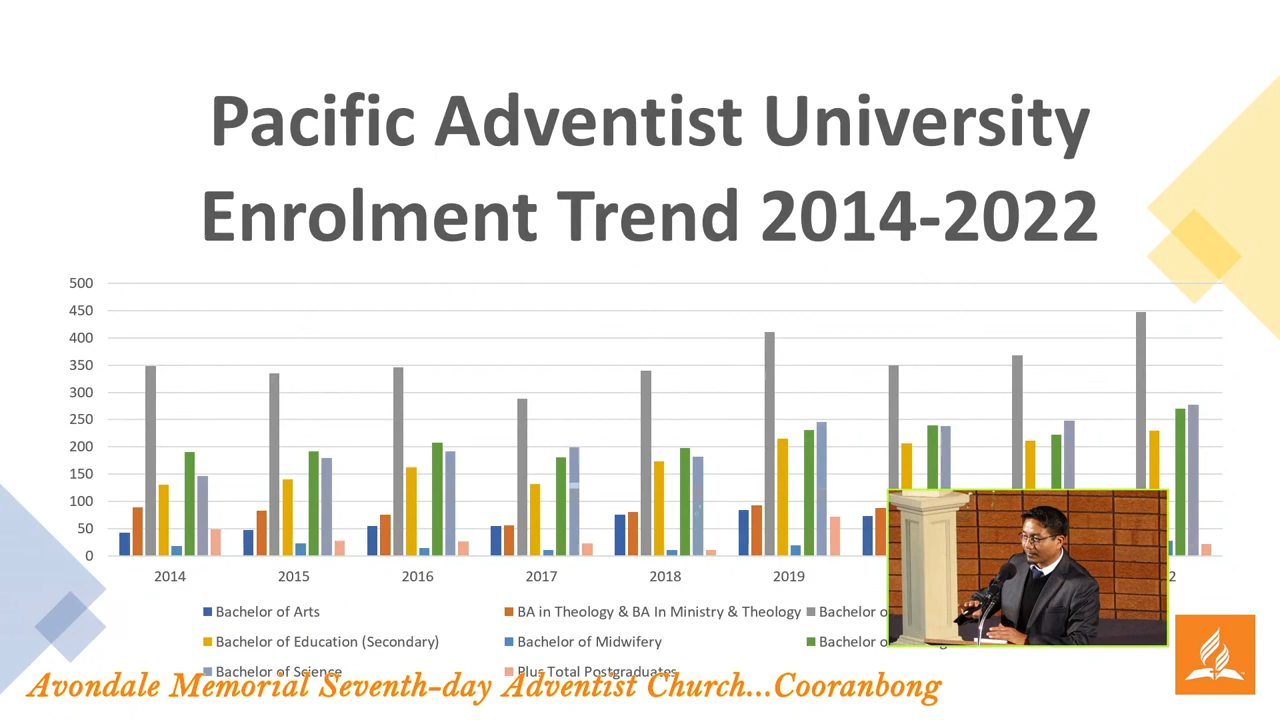 Pacific Adventist University
Enrolment Trend 2014-2022
500
450
400
350
300
250
200
150
100
50
0
2014 2015 2016 2017 2018 2019
Bachelor of Arts BA in Theology & BA In Ministry & Theology Bachelor
Bachelor of Education (Secondary) Bachelor of Midwifery Bachelor
Bachelor of Science Plus Total Postgraduates
Avondale Memorial Seventh-day Adventist Church...Cooranbong